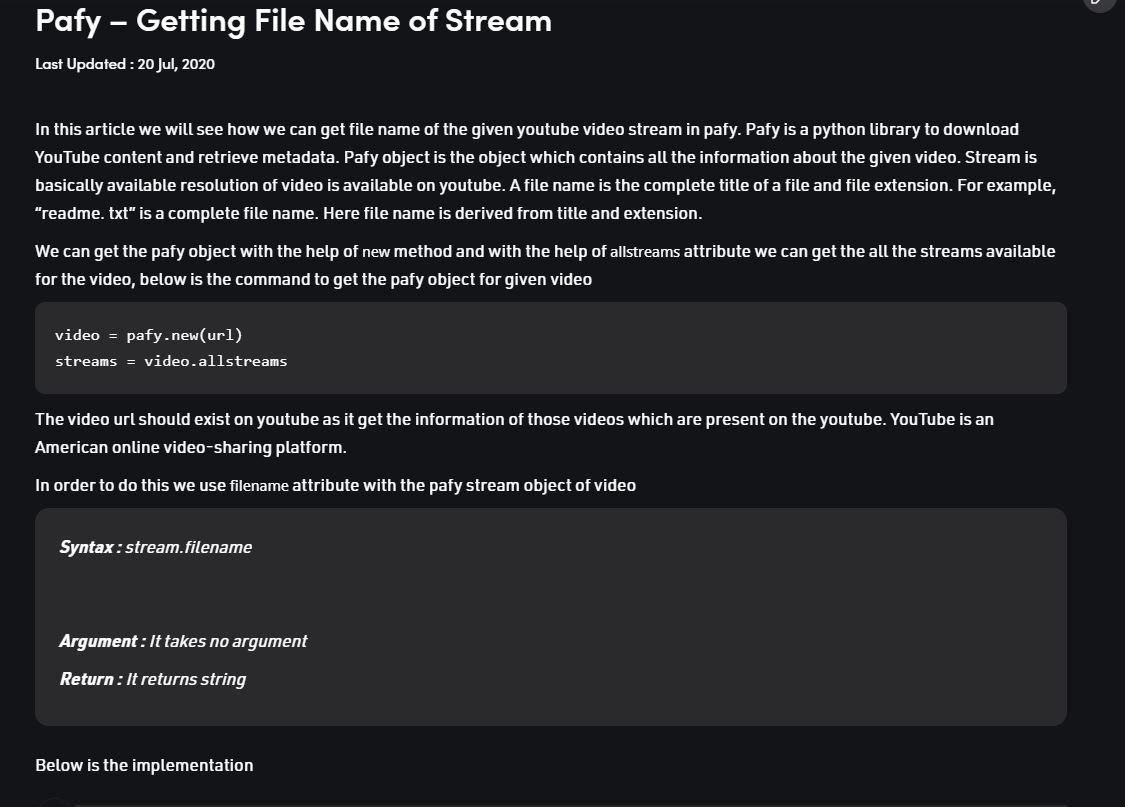 Pafy – Getting File Name of Stream
Last Updated : 20 Jul, 2020
In this article we will see how we can get file name of the given youtube video stream in pafy. Pafy is a python library to download
YouTube content and retrieve metadata. Pafy object is the object which contains all the information about the given video. Stream is
basically available resolution of video is available on youtube. A file name is the complete title of a file and file extension. For example,
“readme. txt” is a complete file name. Here file name is derived from title and extension.
We can get the pafy object with the help of new method and with the help of allstreams attribute we can get the all the streams available
for the video, below is the command to get the pafy object for given video
video = pafy.new(url)
streams = video.allstreams
The video url should exist on youtube as it get the information of those videos which are present on the youtube. YouTube is an
American online video-sharing platform.
In order to do this we use filename attribute with the pafy stream object of video
Syntax : stream.filename
Argument : It takes no argument
Return : It returns string
Below is the implementation